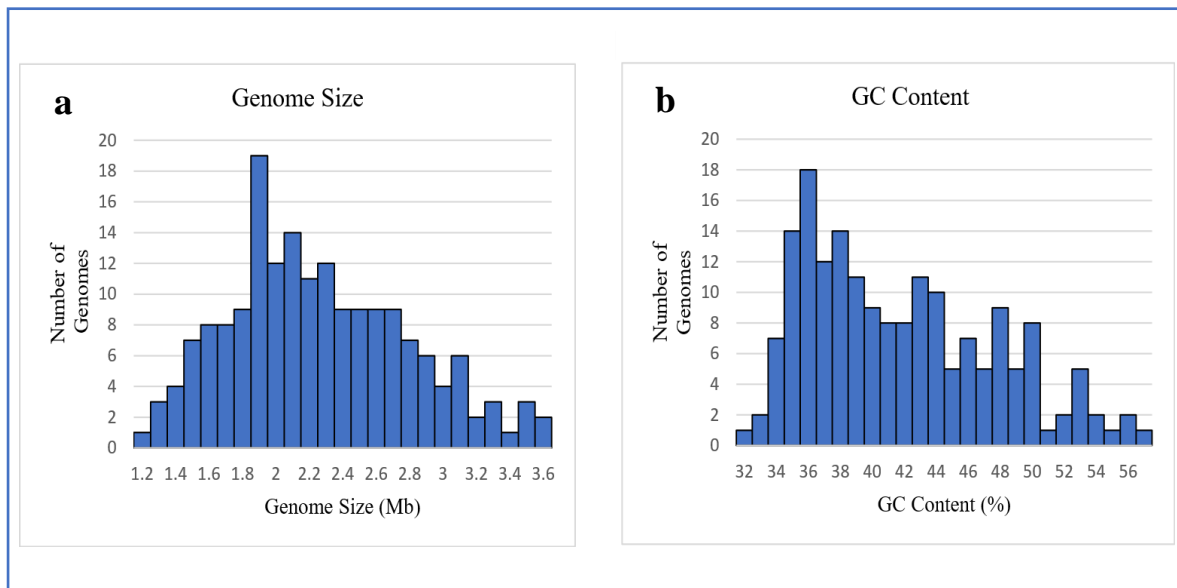 a
Genome Size
20
18
16
14
12
10
8
6
4
2
0
Number of
Genomes
1.2 1.4 1.6 1.8 2 2.2 2.4 2.6 2.8 3 3.2 3.4 3.6
Genome Size (Mb)
b
GC Content
20
18
16
14
12
10
8
6
4
2
0
Number of
Genomes
32 34 36 38 40 42 44 46 48 50 52 54 56
GC Content (%)